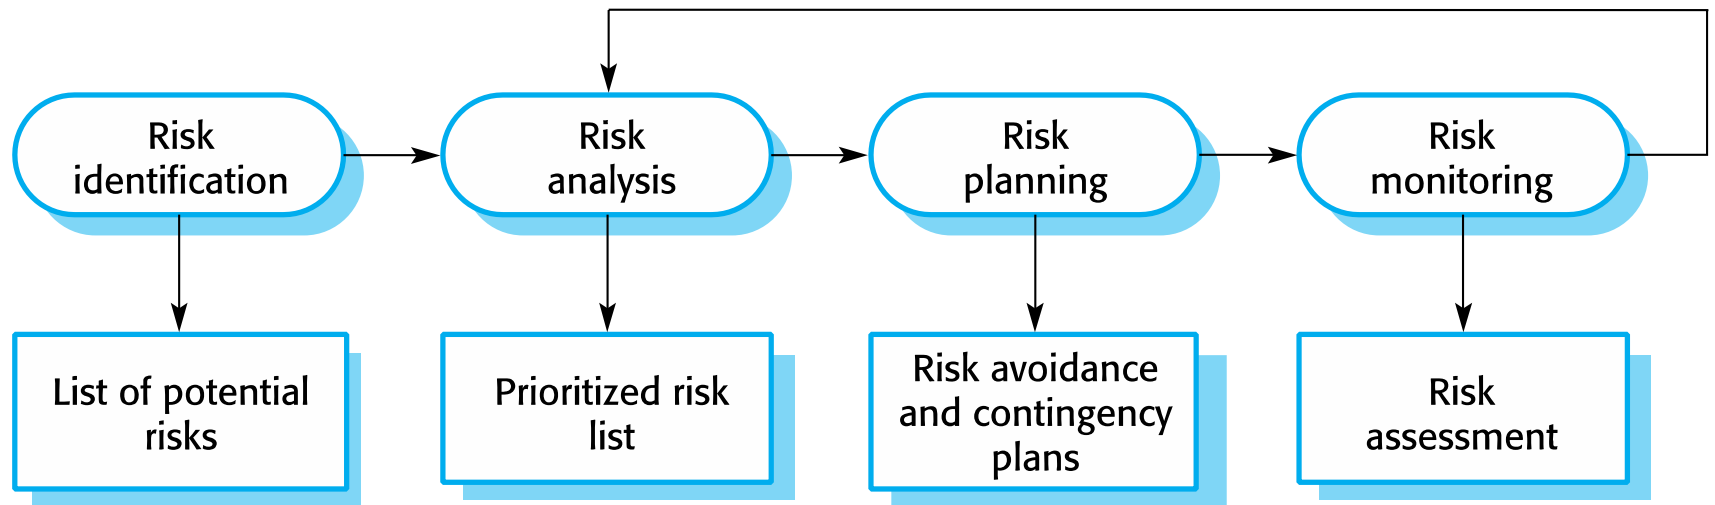 Risk
identification
Risk
analysis
Risk
planning
Risk
monitoring
List of potential
risks
Prioritized risk
list
Risk avoidance
and contingency
plans
Risk
assessment